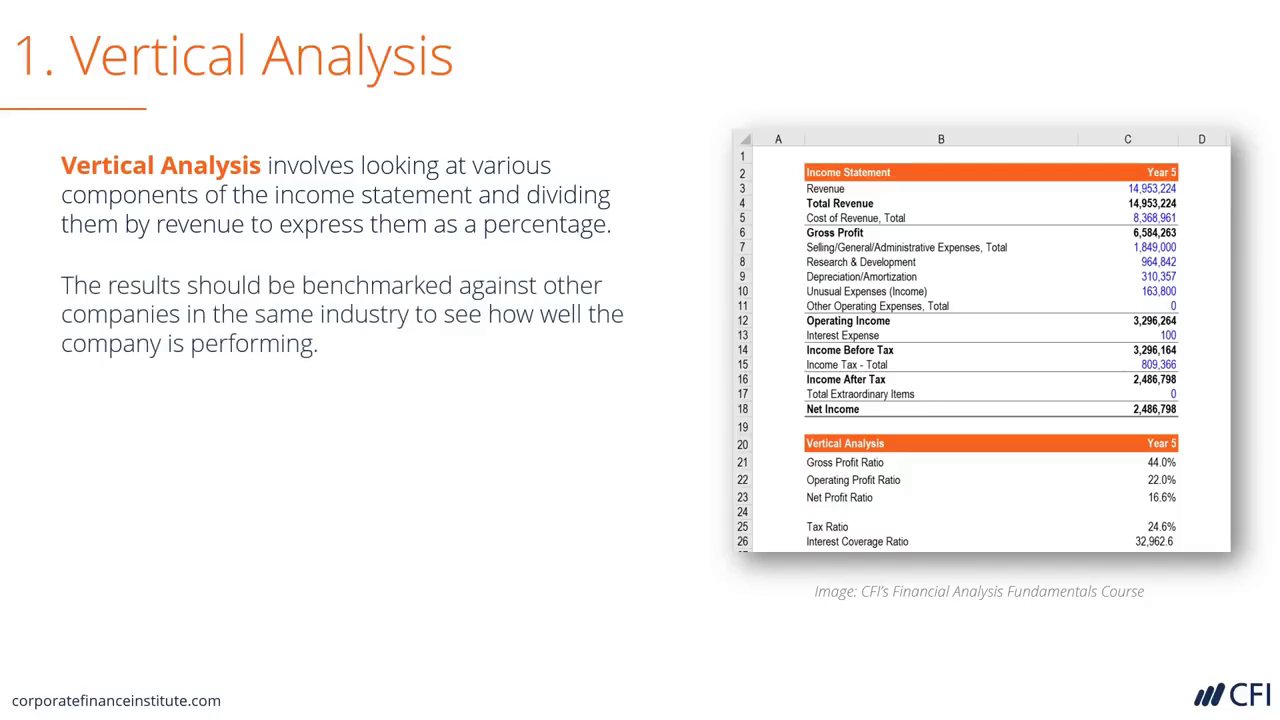 1. Vertical Analysis
Vertical Analysis involves looking at various
components of the income statement and dividing
them by revenue to express them as a percentage.
The results should be benchmarked against other
companies in the same industry to see how well the
company is performing.
A B C D
1
2 Income Statement Year 5
3 Revenue 14,953,224
4 Total Revenue 14,953,224
5 Cost of Revenue, Total 8,368,961
6 Gross Profit 6,584,263
7 Selling/General/Administrative Expenses, Total 1,849,000
8 Research & Development 964,842
9 Depreciation/Amortization 310,357
10 Unusual Expenses (Income) 163,800
11 Other Operating Expenses, Total 0
12 Operating Income 3,296,264
13 Interest Expense 100
14 Income Before Tax 3,296,164
15 Income Tax - Total 809,366
16 Income After Tax 2,486,798
17 Total Extraordinary Items 0
18 Net Income 2,486,798
19
20 Vertical Analysis Year 5
21 Gross Profit Ratio 44.0%
22 Operating Profit Ratio 22.0%
23 Net Profit Ratio 16.6%
24
25 Tax Ratio 24.6%
26 Interest Coverage Ratio 32,962.6
Image: CFI's Financial Analysis Fundamentals Course
corporatefinanceinstitute.com
CFI